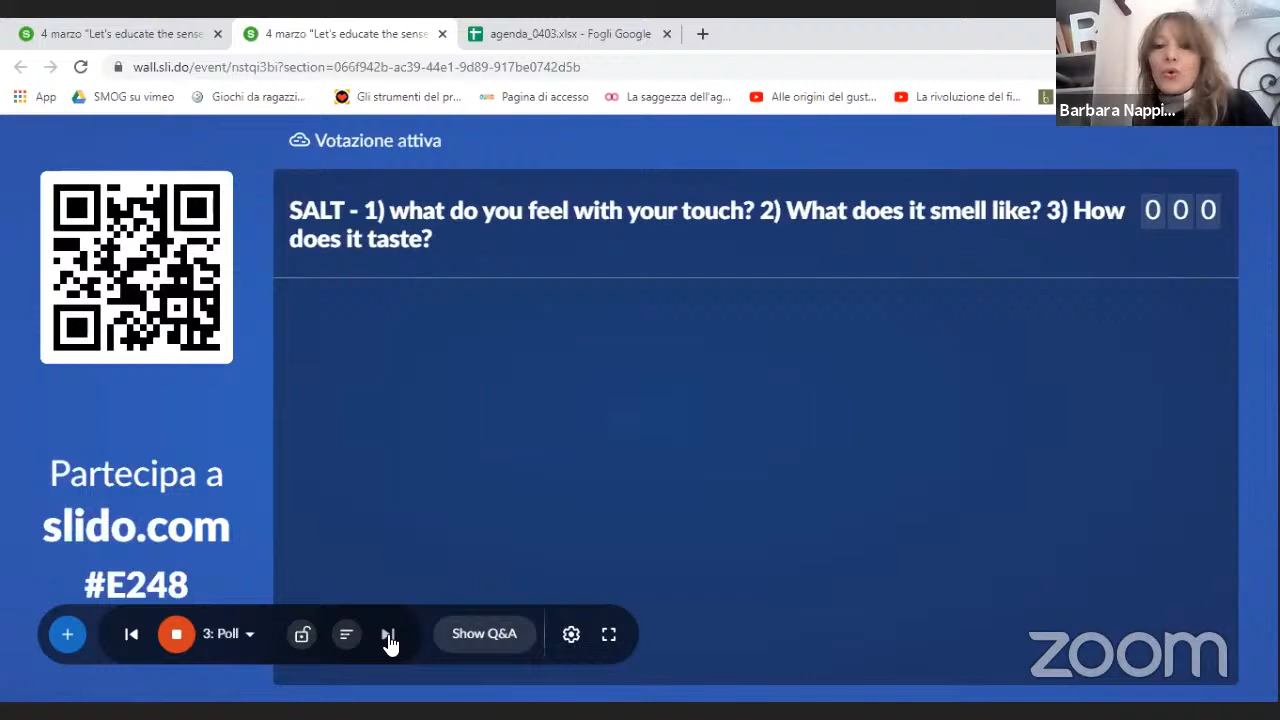 4 marzo "Let's educate the sense
4 marzo "Let's educate the sense
agenda_0403.xlsx - Fogli Google
wall.sli.do/event/nstqi3bi?section=066f942b-ac39-44e1-9d89-917be0742d5b
App
SMOG su vimeo
Giochi da ragazzi...
Gli strumenti del pr...
Pagina di accesso
La saggezza dell'ag...
Alle origini del gust...
La rivoluzione del fi...
Barbara Nappi...
Votazione attiva
SALT - 1) what do you feel with your touch? 2) What does it smell like? 3) How
does it taste?
0 0 0
Partecipa a
slido.com
#E248
3: Poll
Show Q&A
zoom